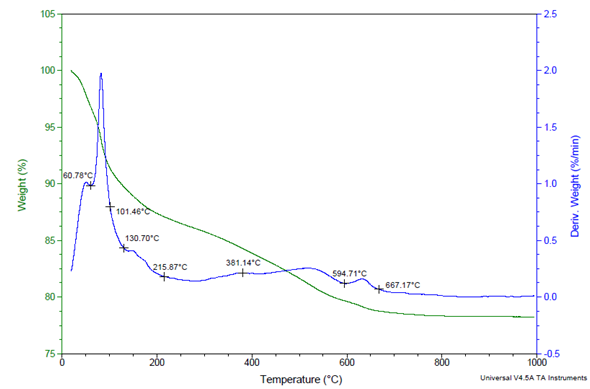 105
100
95
90
85
80
75
Weight (%)
2.0
1.5
1.0
0.5
0.0
-0.5
Deriv. Weight (%/min)
60.78°C
101.46°C
130.70°C
215.87°C
381.14°C
594.71°C
667.17°C
0
200
400
600
800
1000
Temperature (°C)
Universal V4.5A TA Instruments